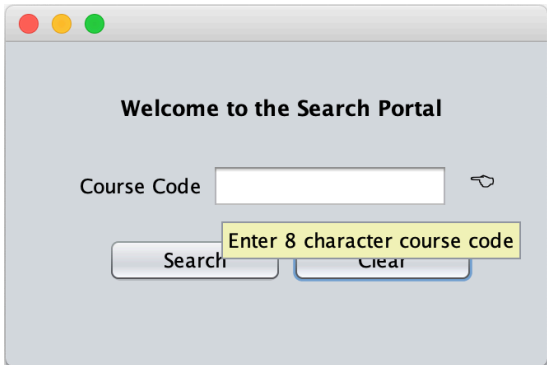 Welcome to the Search Portal
Course Code
Enter 8 character course code
Search Clear